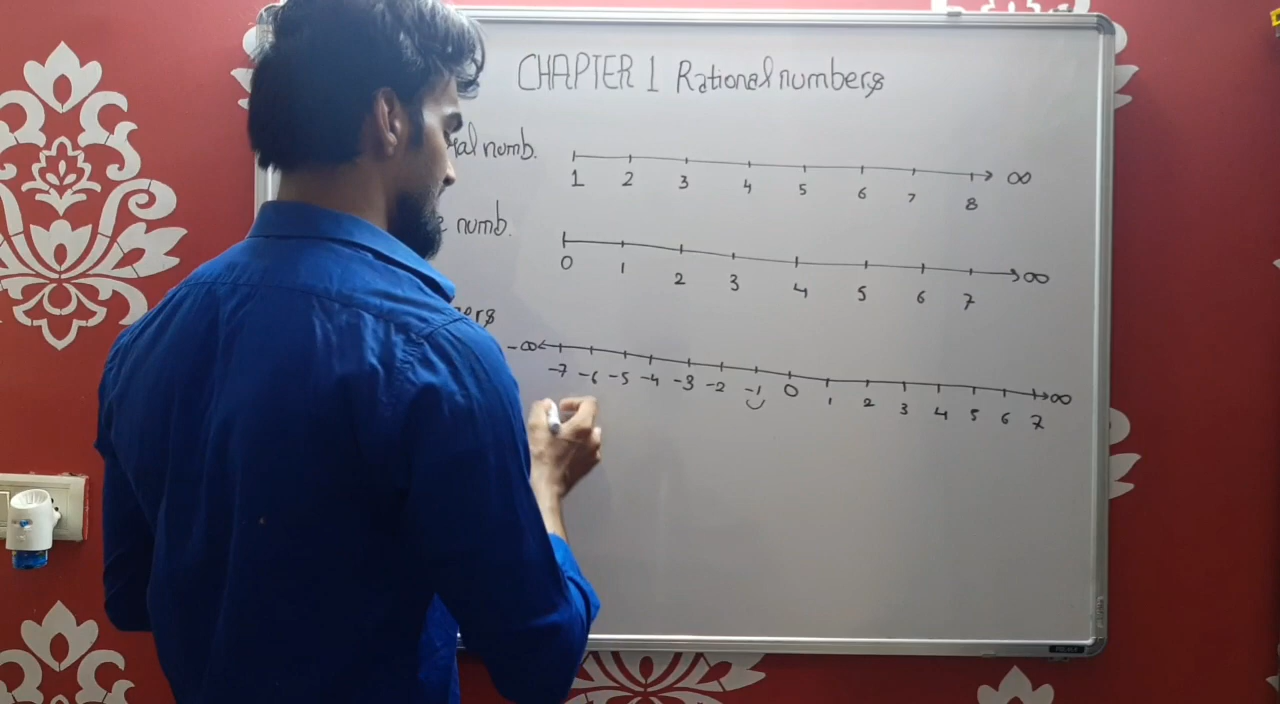 CHAPTER 1 Rational numbers
numb.
1 2 3 4 5 6 7 8 ∞
numb.
0 1 2 3 4 5 6 7 ∞
-∞ -7 -6 -5 -4 -3 -2 -1 0 1 2 3 4 5 6 7 ∞